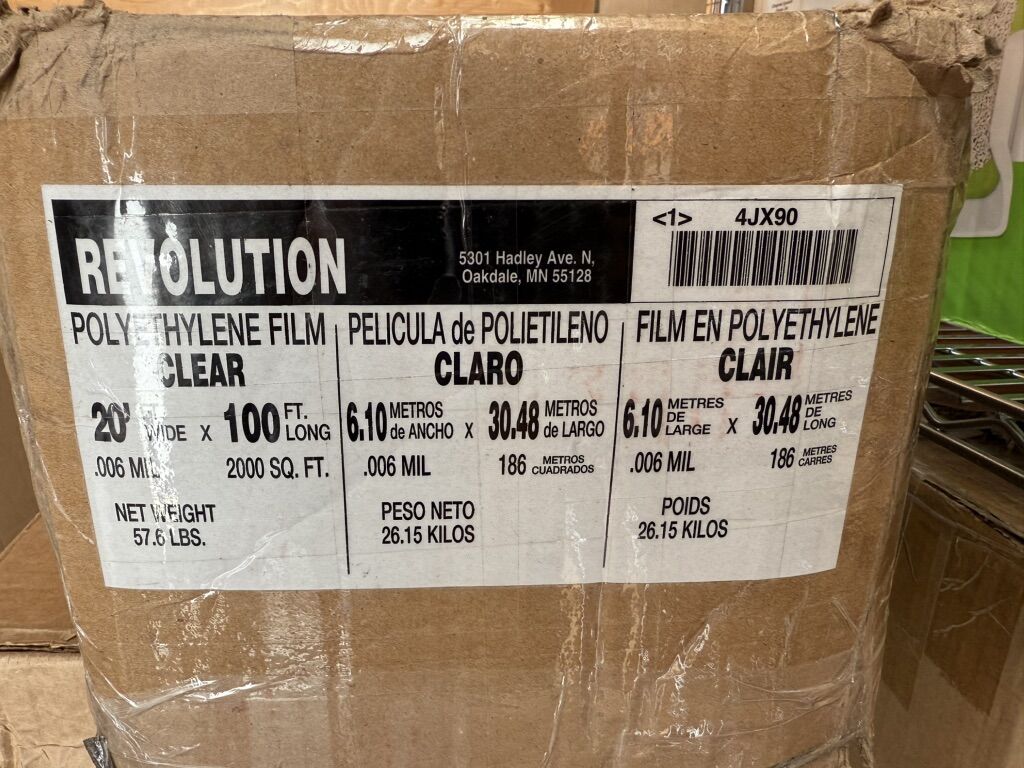 REVOLUTION
5301 Hadley Ave. N,
Oakdale, MN 55128
<1> 4JX90
POLYETHYLENE FILM
CLEAR
20' WIDE X 100 FT. LONG
.006 MIL 2000 SQ. FT.
NET WEIGHT
57.6 LBS.
PELICULA de POLIETILENO
CLARO
6.10 METROS de ANCHO X 30.48 METROS de LARGO
.006 MIL 186 METROS CUADRADOS
PESO NETO
26.15 KILOS
FILM EN POLYETHYLENE
CLAIR
6.10 METRES DE LARGE X 30.48 METRES DE LONG
.006 MIL 186 METRES CARRES
POIDS
26.15 KILOS